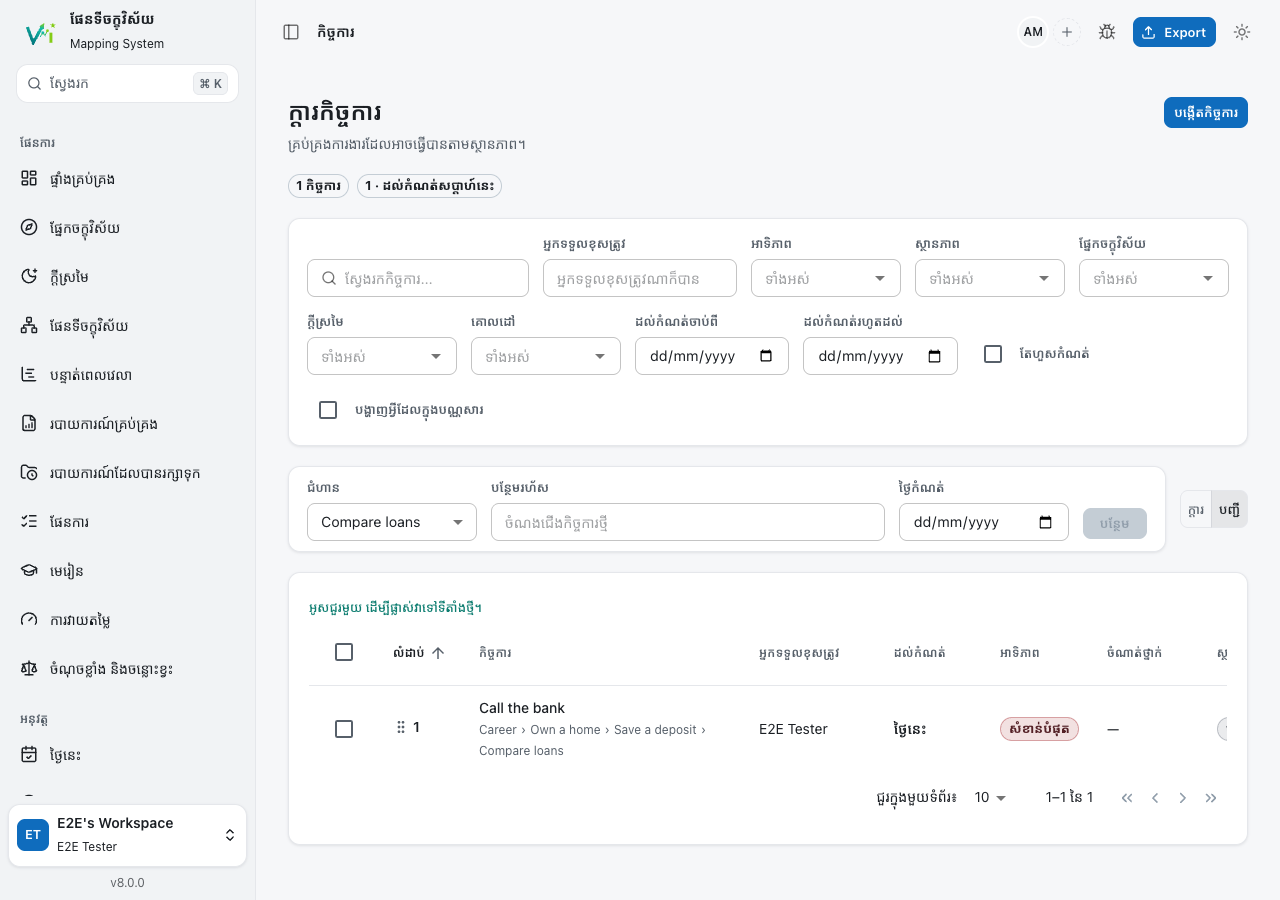 ផែនទីចក្ខុវិស័យ
Mapping System
ស្វែងរក
⌘ K
ផែនការ
ផ្ទាំងគ្រប់គ្រង
ផ្នែកចក្ខុវិស័យ
ក្តីស្រមៃ
ផែនទីចក្ខុវិស័យ
បន្ទាត់ពេលវេលា
របាយការណ៍គ្រប់គ្រង
របាយការណ៍ដែលបានរក្សាទុក
ផែនការ
មេរៀន
ការវាយតម្លៃ
ចំណុចខ្លាំង និងចន្លោះខ្វះ
អនុវត្ត
ថ្ងៃនេះ
ET
E2E's Workspace
E2E Tester
v8.0.0
កិច្ចការ
AM
Export
ក្តារកិច្ចការ
គ្រប់គ្រងការងារដែលអាចធ្វើបានតាមស្ថានភាព។
បង្កើតកិច្ចការ
1 កិច្ចការ
1 · ដល់កំណត់សប្តាហ៍នេះ
អ្នកទទួលខុសត្រូវ
អាទិភាព
ស្ថានភាព
ផ្នែកចក្ខុវិស័យ
ស្វែងរកកិច្ចការ...
អ្នកទទួលខុសត្រូវណាក៏បាន
ទាំងអស់
ទាំងអស់
ទាំងអស់
ក្តីស្រមៃ
គោលដៅ
ដល់កំណត់ចាប់ពី
ដល់កំណត់រហូតដល់
ទាំងអស់
ទាំងអស់
dd/mm/yyyy
dd/mm/yyyy
តែហួសកំណត់
បង្ហាញអ្វីដែលក្នុងបណ្ណសារ
ជំហាន
បន្ថែមរហ័ស
ថ្ងៃកំណត់
Compare loans
ចំណងជើងកិច្ចការថ្មី
dd/mm/yyyy
បន្ថែម
ក្តារ
បញ្ជី
អូសជួរមួយ ដើម្បីផ្លាស់វាទៅទីតាំងថ្មី។
លំដាប់
កិច្ចការ
អ្នកទទួលខុសត្រូវ
ដល់កំណត់
អាទិភាព
ចំណាត់ថ្នាក់
1
Call the bank
Career › Own a home › Save a deposit ›
Compare loans
E2E Tester
ថ្ងៃនេះ
សំខាន់បំផុត
—
ជួរក្នុងមួយទំព័រ៖
10
1–1 នៃ 1